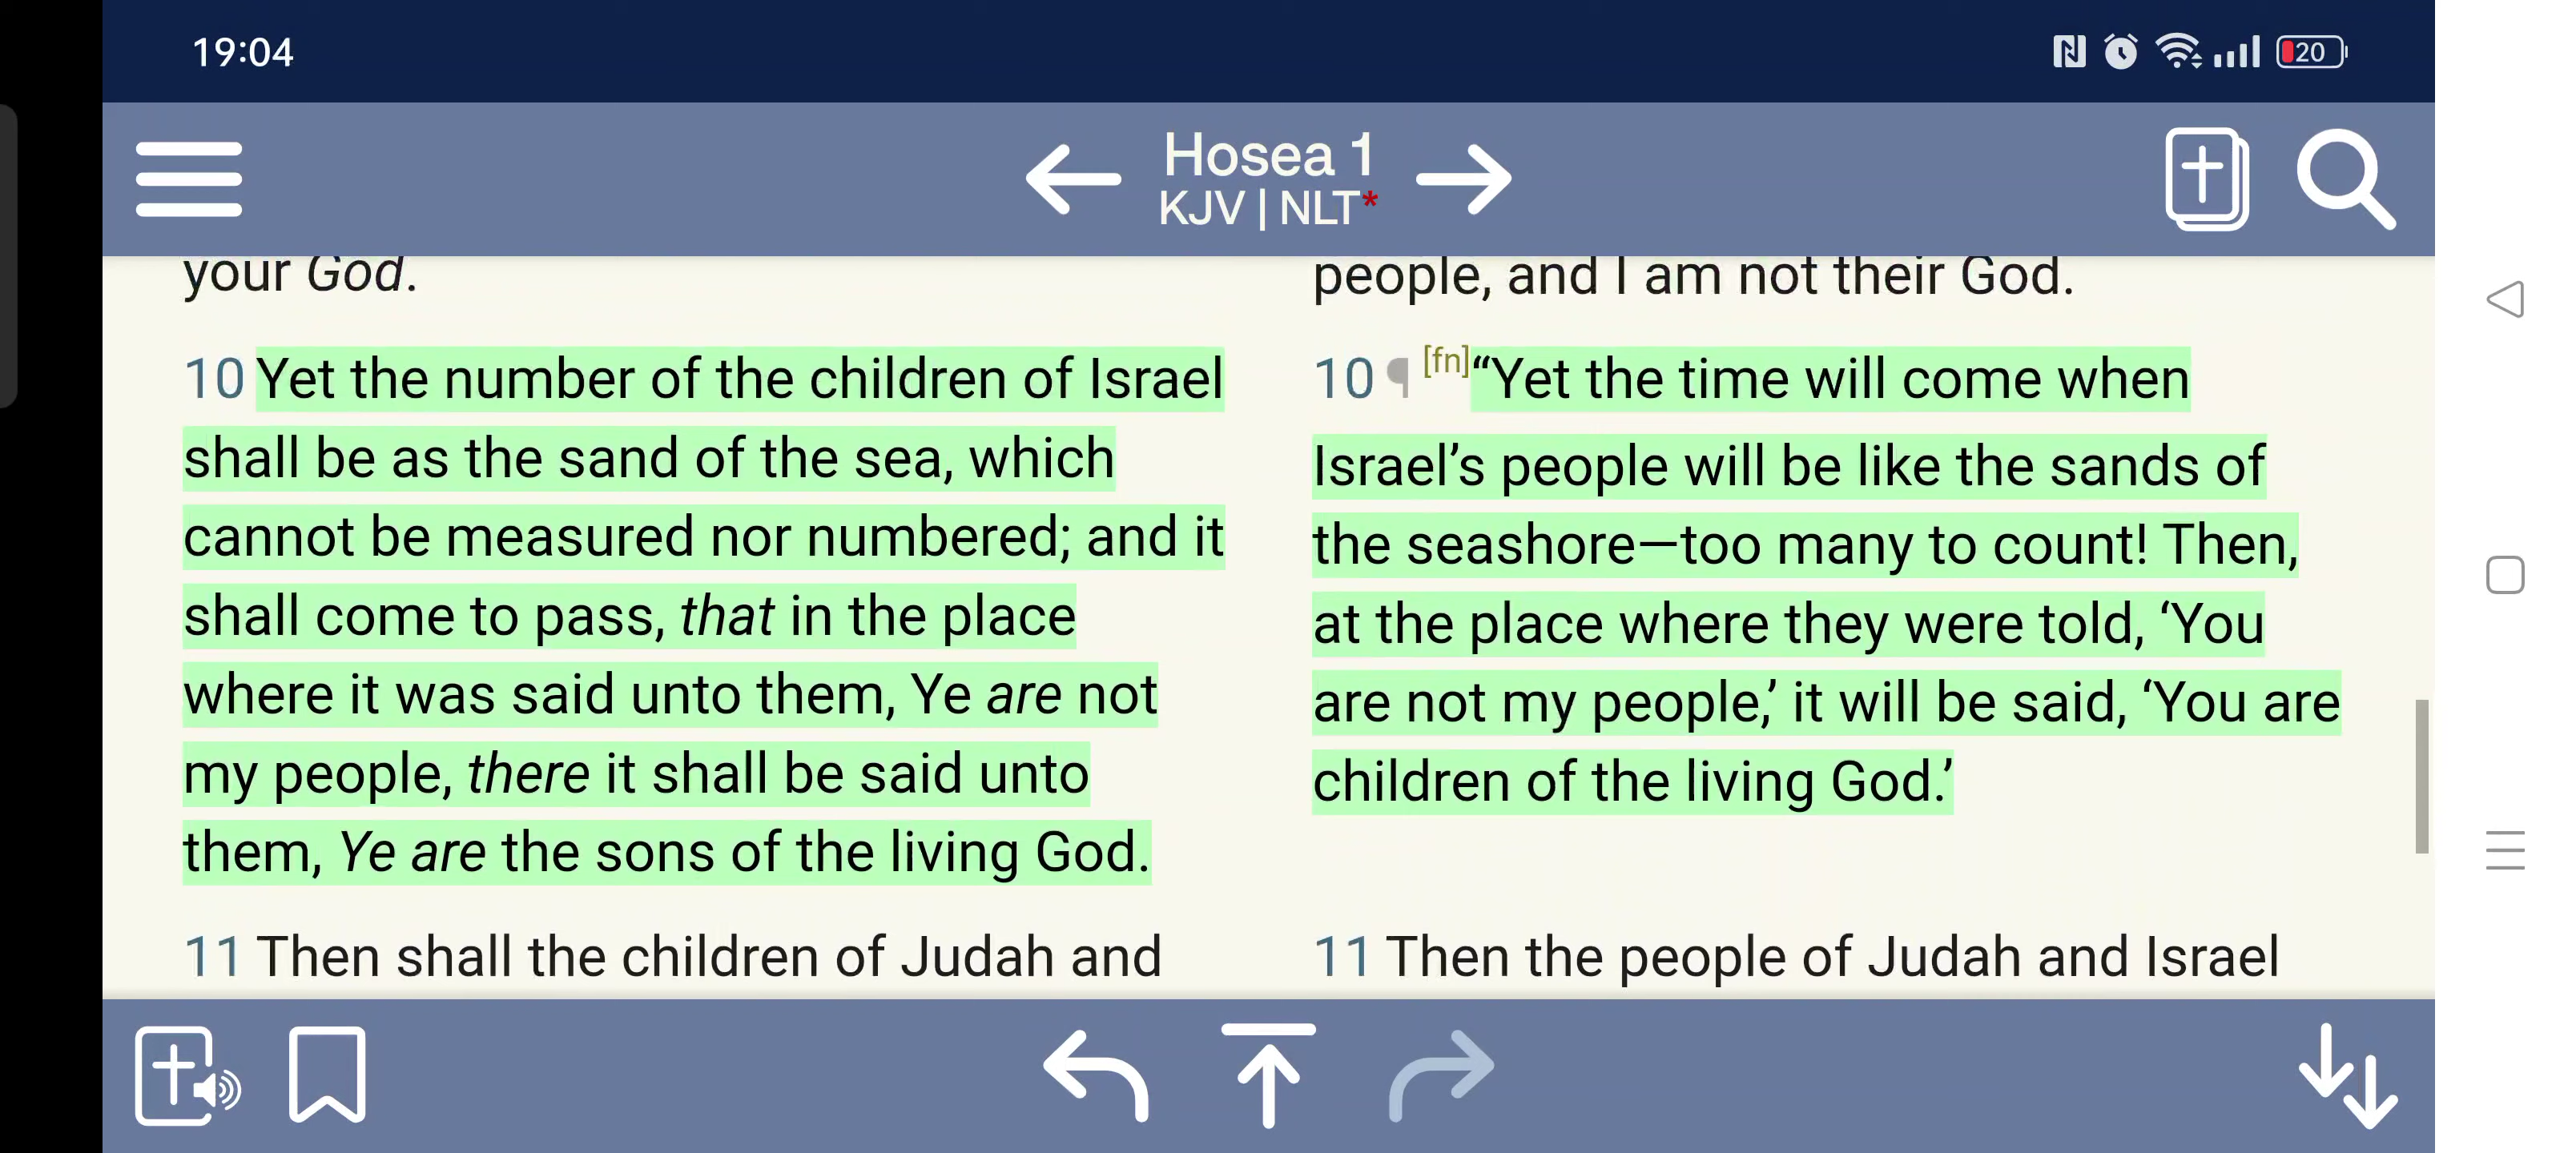 19:04
20
Hosea 1
KJV | NLT*
your God.
10 Yet the number of the children of Israel
shall be as the sand of the sea, which
cannot be measured nor numbered; and it
shall come to pass, that in the place
where it was said unto them, Ye are not
my people, there it shall be said unto
them, Ye are the sons of the living God.
11 Then shall the children of Judah and
people, and I am not their God.
10 ¶ [fn]“Yet the time will come when
Israel’s people will be like the sands of
the seashore—too many to count! Then,
at the place where they were told, ‘You
are not my people,’ it will be said, ‘You are
children of the living God.’
11 Then the people of Judah and Israel